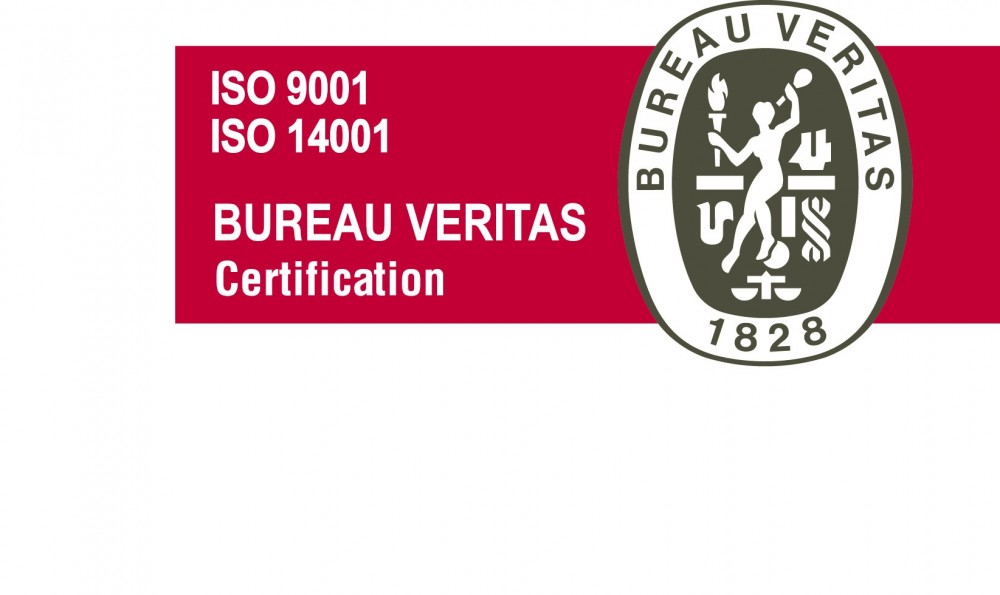 ISO 9001
ISO 14001
BUREAU VERITAS
Certification
BUREAU VERITAS
1828